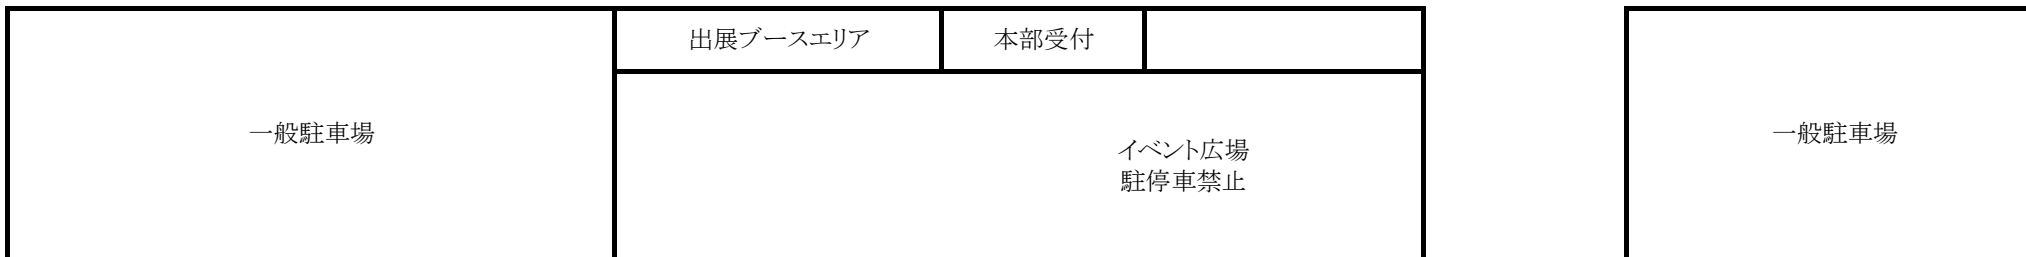 出展ブースエリア
本部受付
一般駐車場
イベント広場
駐停車禁止
一般駐車場